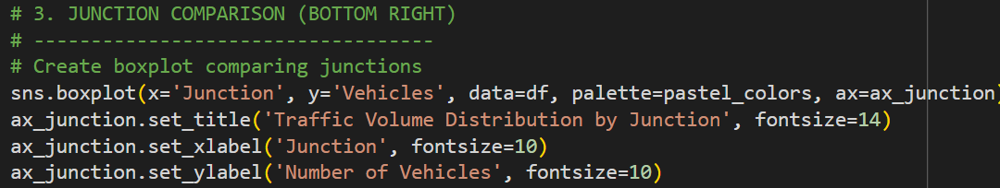 # 3. JUNCTION COMPARISON (BOTTOM RIGHT)
# -----------------------------------
# Create boxplot comparing junctions
sns.boxplot(x='Junction', y='Vehicles', data=df, palette=pastel_colors, ax=ax_junction)
ax_junction.set_title('Traffic Volume Distribution by Junction', fontsize=14)
ax_junction.set_xlabel('Junction', fontsize=10)
ax_junction.set_ylabel('Number of Vehicles', fontsize=10)